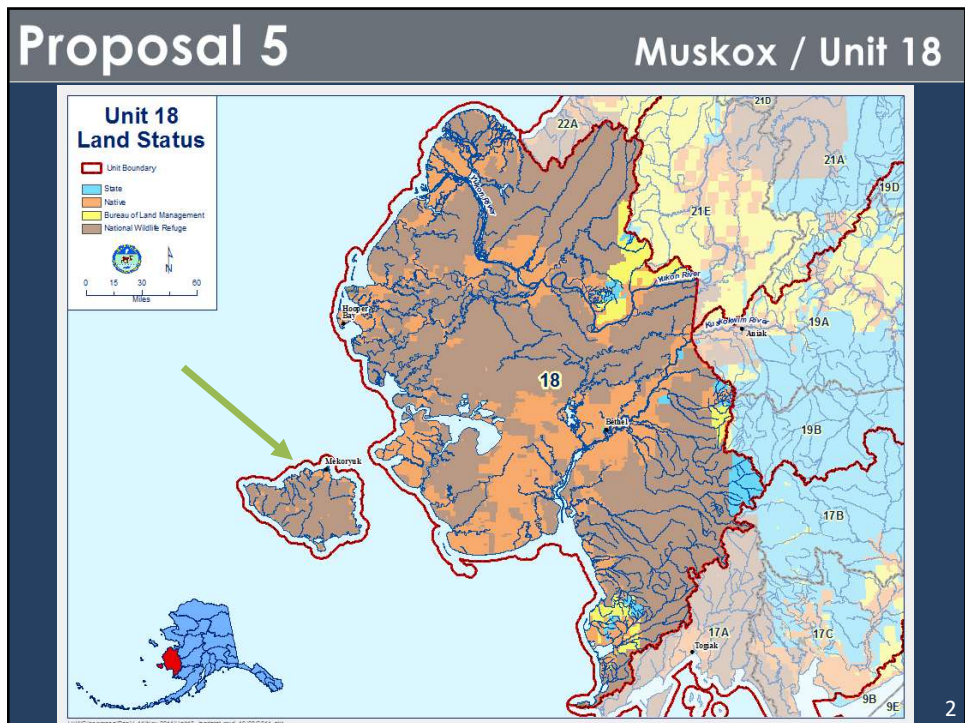 Proposal 5
Muskox / Unit 18
Unit 18
Land Status
Unit Boundary
State
Native
Bureau of Land Management
National Wildlife Refuge
N
0 15 30 60
Miles
22A
21D
21A
19D
21E
Yukon River
Yukon River
Kuskokwim River
19A
Aniak
Hooper
Bay
18
Bethel
19B
Mekoryuk
17B
17A
17C
Togiak
9B
9E
2